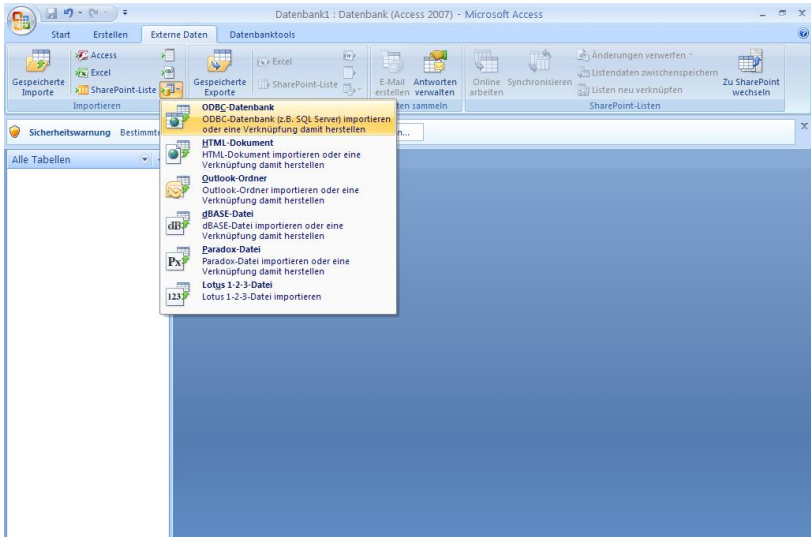 Datenbank1 : Datenbank (Access 2007) - Microsoft Access
Start Erstellen Externe Daten Datenbanktools
Gespeicherte Importe
Access
Excel
SharePoint-Liste
Importieren
Gespeicherte Exporte
Excel
SharePoint-Liste
E-Mail erstellen
Antworten verwalten
ten sammeln
Online arbeiten
Synchronisieren
Änderungen verwerfen
Listendaten zwischenspeichern
Listen neu verknüpfen
Zu SharePoint wechseln
SharePoint-Listen
Sicherheitswarnung Bestimmte
n...
Alle Tabellen
ODBC-Datenbank
ODBC-Datenbank (z.B. SQL Server) importieren
oder eine Verknüpfung damit herstellen
HTML-Dokument
HTML-Dokument importieren oder eine
Verknüpfung damit herstellen
Outlook-Ordner
Outlook-Ordner importieren oder eine
Verknüpfung damit herstellen
dB
dBASE-Datei
dBASE-Datei importieren oder eine
Verknüpfung damit herstellen
Px
Paradox-Datei
Paradox-Datei importieren oder eine
Verknüpfung damit herstellen
123
Lotus 1-2-3-Datei
Lotus 1-2-3-Datei importieren